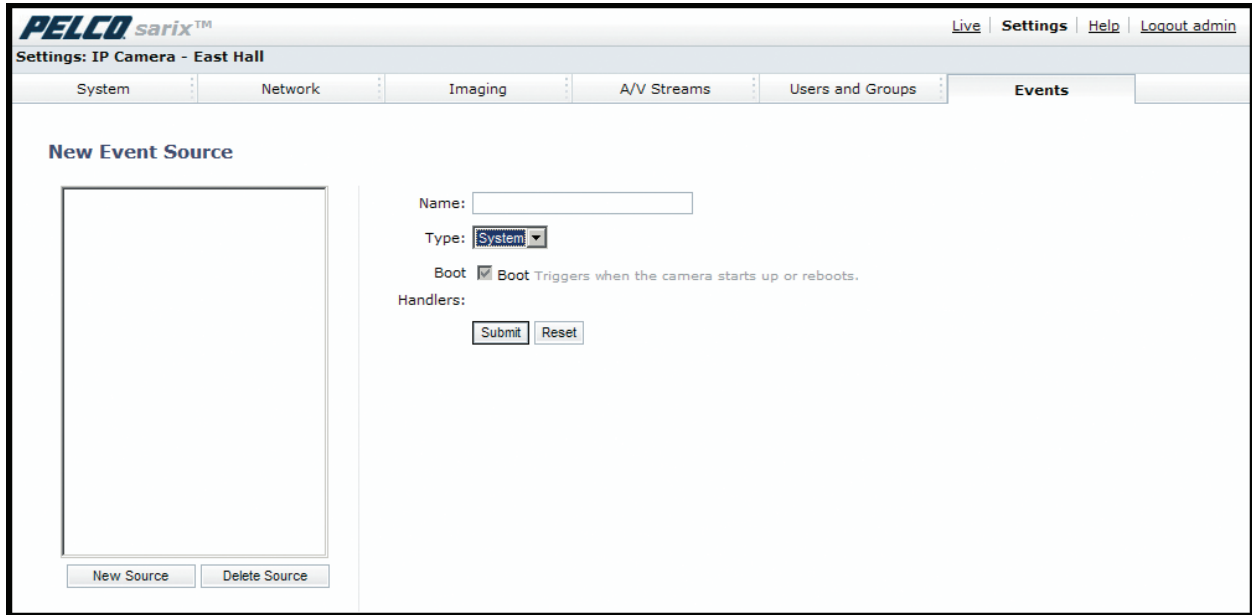 PELCO sarix™
Live Settings Help Logout admin
Settings: IP Camera - East Hall
System Network Imaging A/V Streams Users and Groups Events
New Event Source
Name:
Type: System
Boot Boot Triggers when the camera starts up or reboots.
Handlers:
Submit Reset
New Source Delete Source